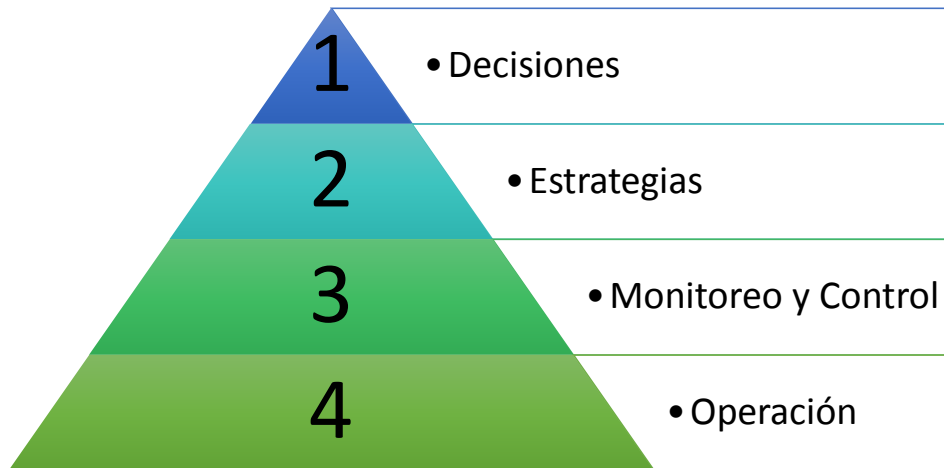 1
• Decisiones
2
• Estrategias
3
• Monitoreo y Control
4
• Operación